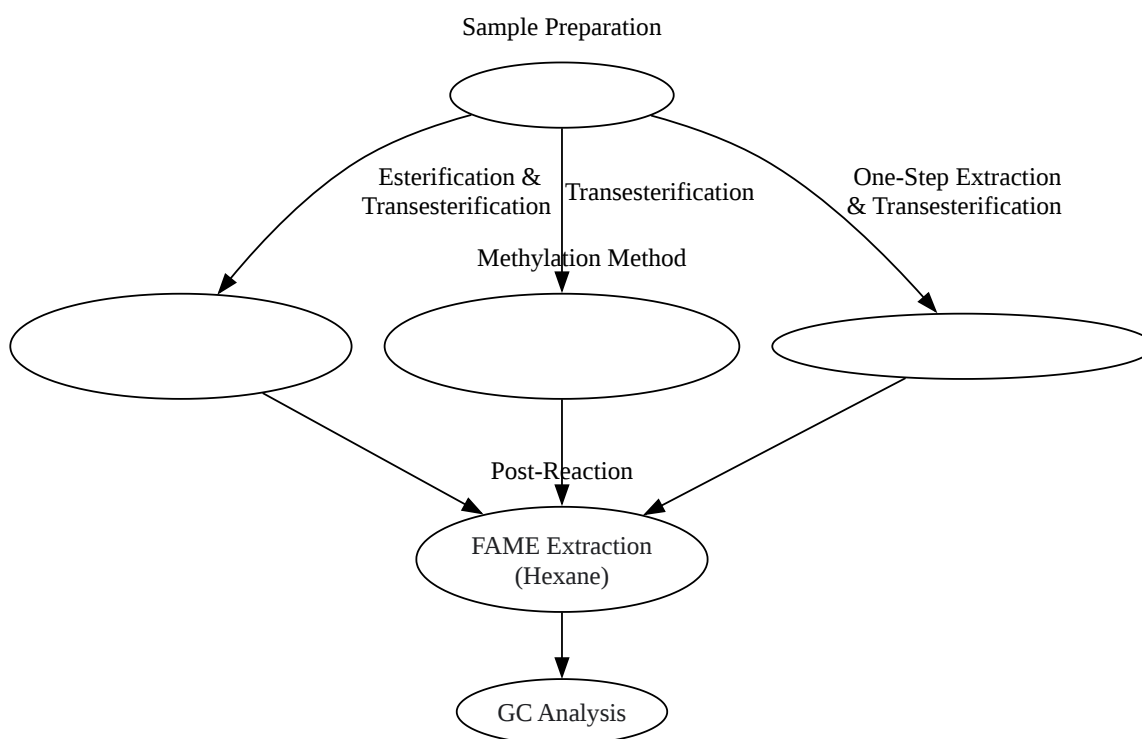 Sample Preparation
Esterification &
Transesterification
Transesterification
One-Step Extraction
& Transesterification
Methylation Method
Post-Reaction
FAME Extraction
(Hexane)
GC Analysis